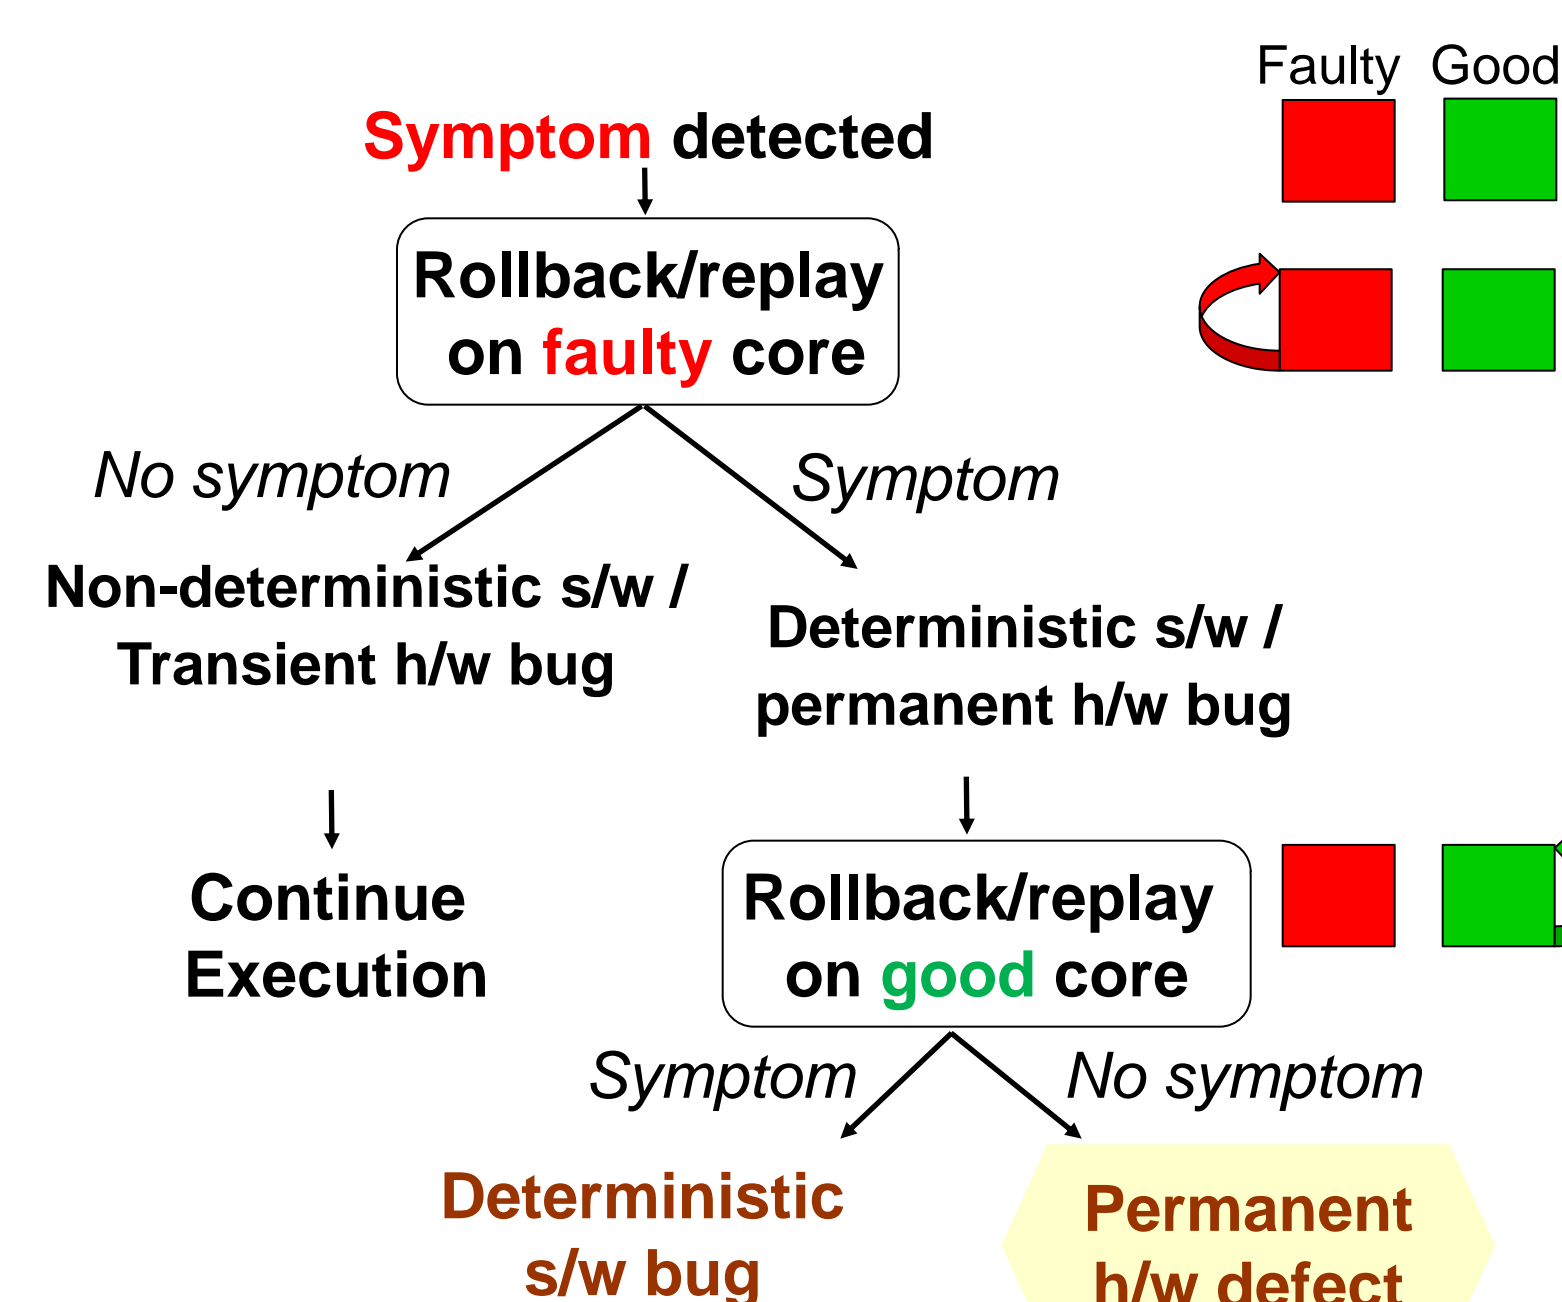 Faulty Good
Symptom detected
Rollback/replay
on faulty core
No symptom
Symptom
Non-deterministic s/w /
Transient h/w bug
Deterministic s/w /
permanent h/w bug
Continue
Execution
Rollback/replay
on good core
Symptom
No symptom
Deterministic
s/w bug
Permanent
h/w defect